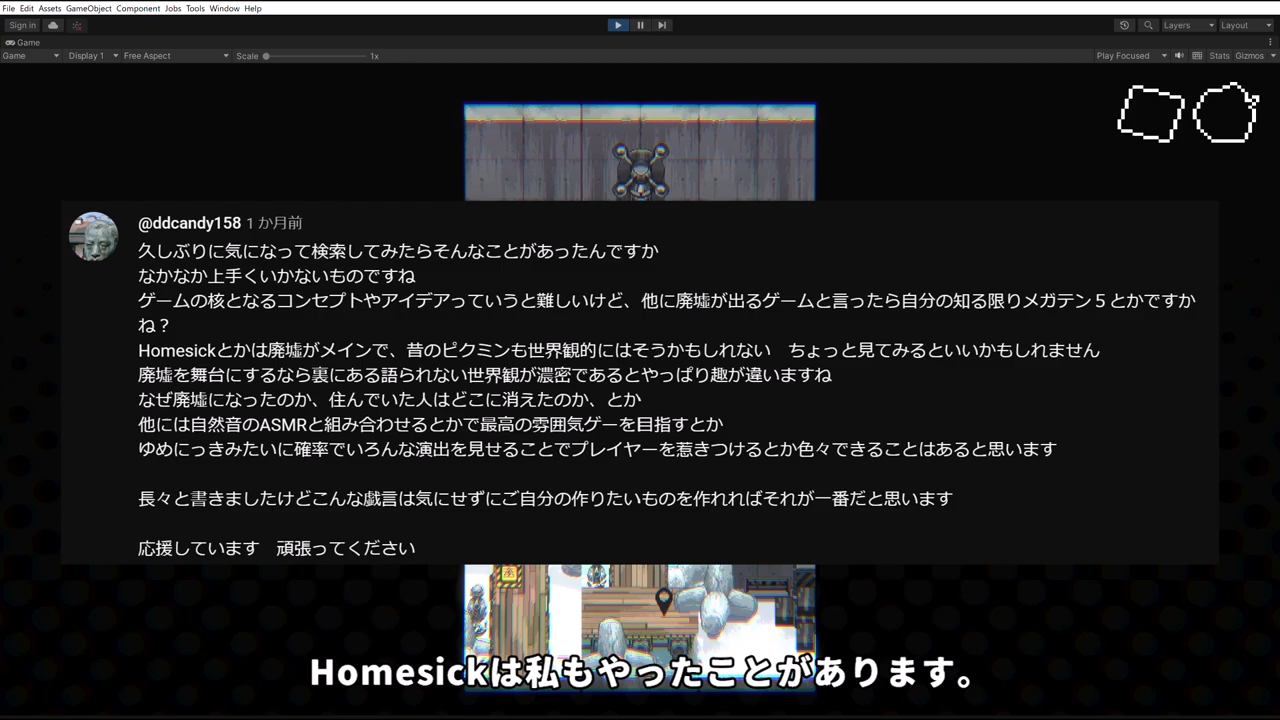 File Edit Assets GameObject Component Jobs Tools Window Help
Sign in Layers Layout
Game
Game Display 1 Free Aspect Scale 1x Play Focused Stats Gizmos
@ddcandy158 1 か月前
久しぶりに気になって検索してみたらそんなことがあったんですか
なかなか上手くいかないものですね
ゲームの核となるコンセプトやアイデアっていうと難しいけど、他に廃墟が出るゲームと言ったら自分の知る限りメガテン５とかですか
ね？
Homesickとかは廃墟がメインで、昔のピクミンも世界観的にはそうかもしれない　ちょっと見てみるといいかもしれません
廃墟を舞台にするなら裏にある語られない世界観が濃密であるとやっぱり趣が違いますね
なぜ廃墟になったのか、住んでいた人はどこに消えたのか、とか
他には自然音のASMRと組み合わせるとかで最高の雰囲気ゲーを目指すとか
ゆめにっきみたいに確率でいろんな演出を見せることでプレイヤーを惹きつけるとか色々できることはあると思います
長々と書きましたけどこんな戯言は気にせずにご自分の作りたいものを作れればそれが一番だと思います
応援しています　頑張ってください
Homesickは私もやったことがあります。